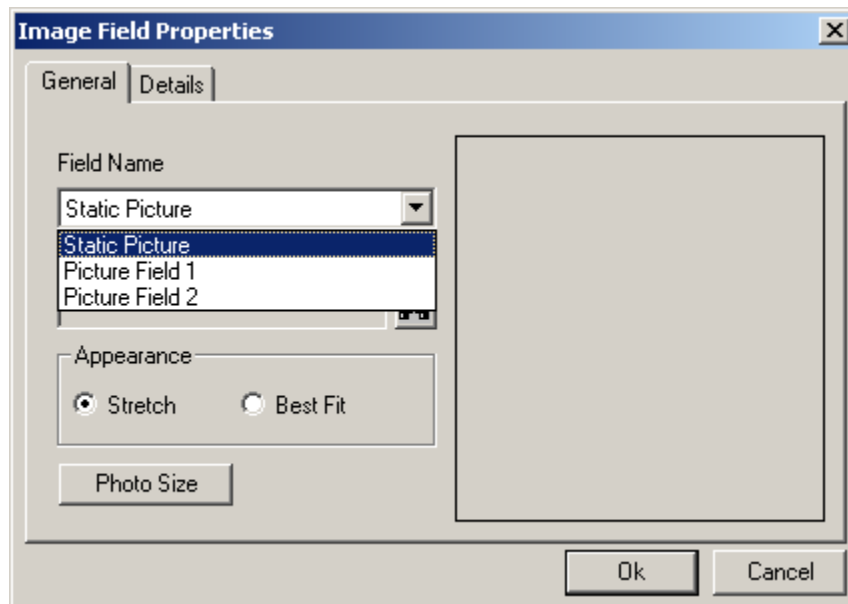 Image Field Properties
General Details
Field Name
Static Picture
Static Picture
Picture Field 1
Picture Field 2
Appearance
Stretch Best Fit
Photo Size
Ok Cancel